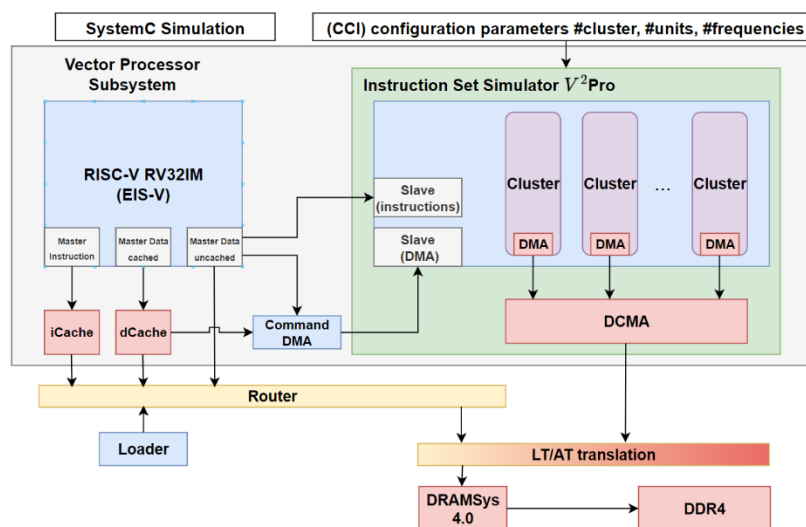 SystemC Simulation
(CCI) configuration parameters #cluster, #units, #frequencies
Vector Processor
Subsystem
Instruction Set Simulator V²Pro
RISC-V RV32IM
(EIS-V)
Slave
(instructions)
Cluster
Cluster
...
Cluster
Master
Instruction
Master Data
cached
Master Data
uncached
Slave
(DMA)
DMA
DMA
DMA
iCache
dCache
Command
DMA
DCMA
Router
Loader
LT/AT translation
DRAMSys
4.0
DDR4